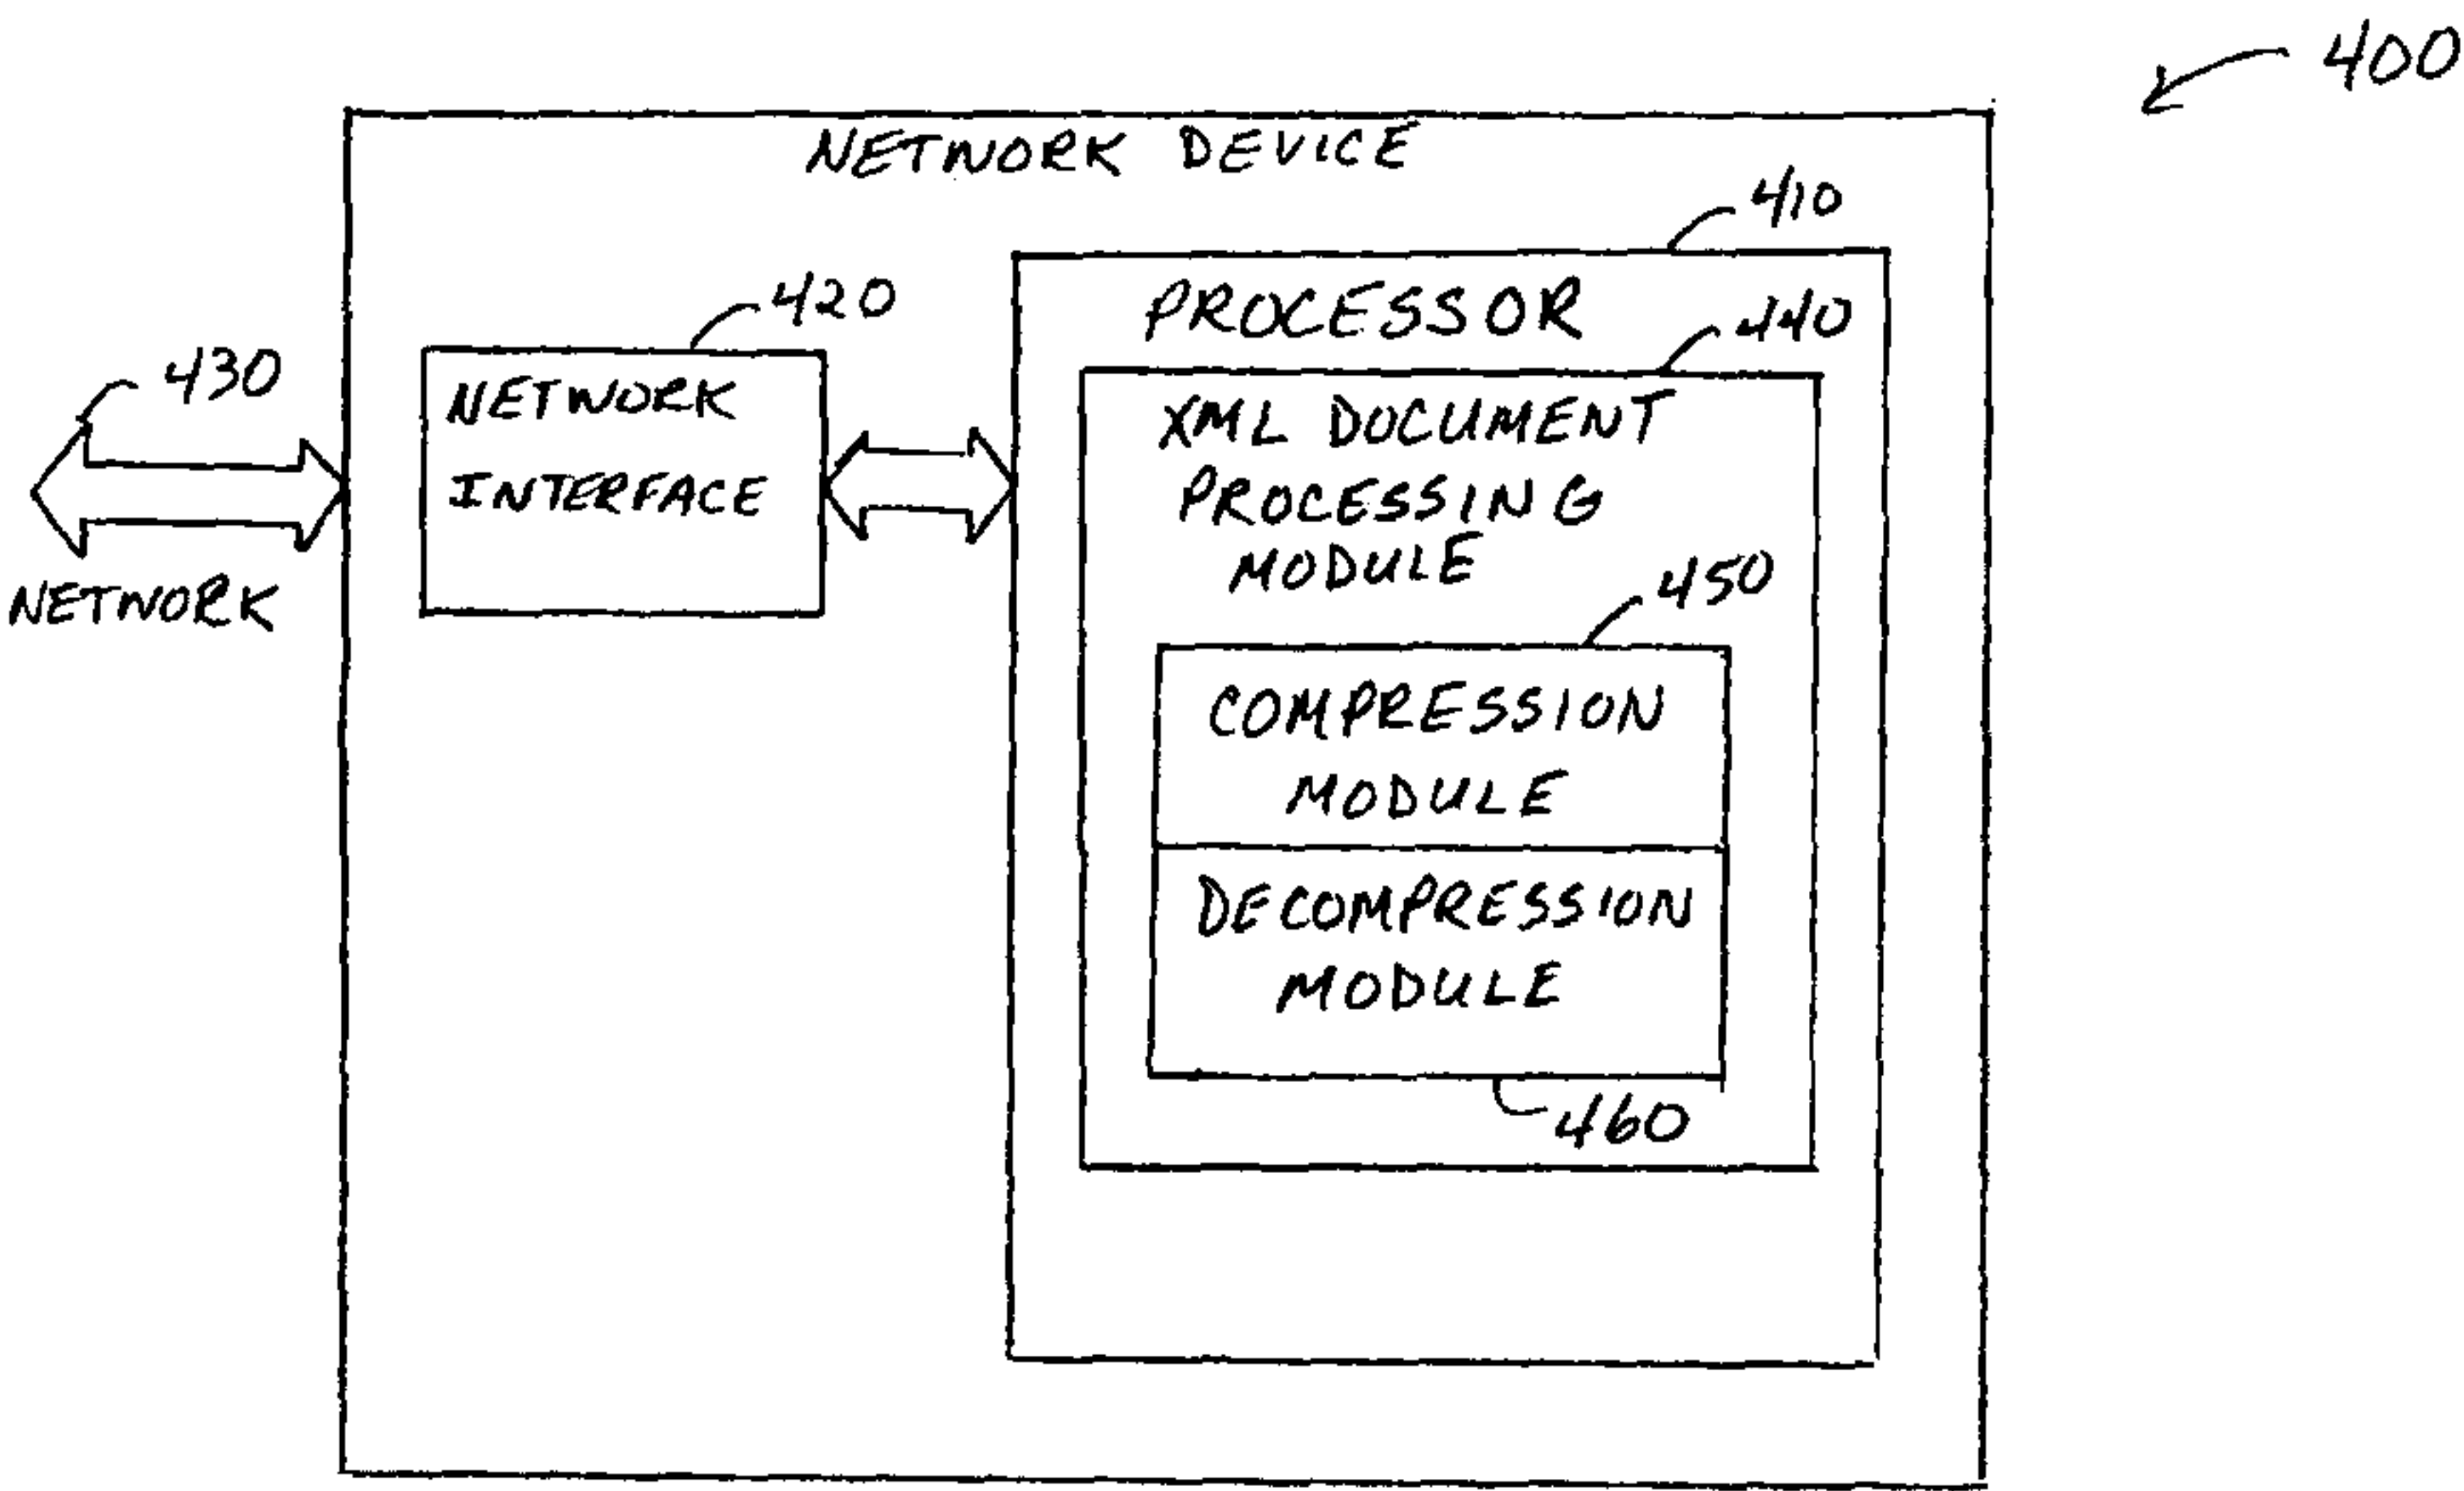 400
NETWORK DEVICE
410
420
PROCESSOR
440
430
NETWORK
INTERFACE
XML DOCUMENT
PROCESSING
MODULE
NETWORK
450
COMPRESSION
MODULE
DECOMPRESSION
MODULE
460